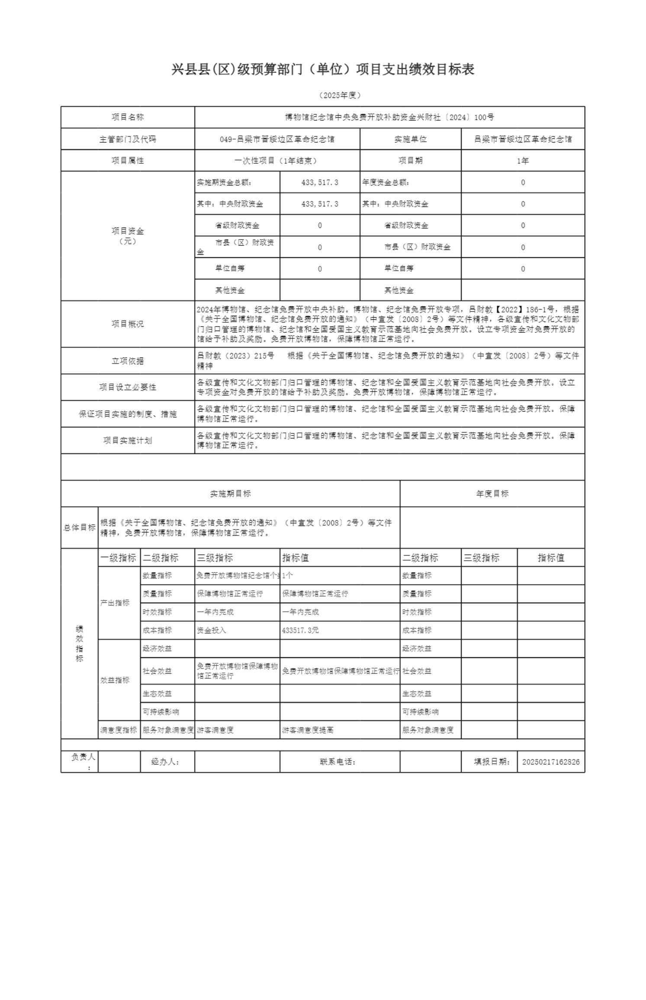 兴县县(区)级预算部门（单位）项目支出绩效目标表
（2025年度）
项目名称
博物馆纪念馆中央免费开放补助资金兴财社〔2024〕100号
主管部门及代码
049-吕梁市晋绥边区革命纪念馆
实施单位
吕梁市晋绥边区革命纪念馆
项目属性
一次性项目（1年结束）
项目期
1年
项目资金
（元）
实施期资金总额：
433,517.3
年度资金总额：
0
其中：中央财政资金
433,517.3
其中：中央财政资金
0
省级财政资金
0
省级财政资金
0
市县（区）财政资
金
0
市县（区）财政资金
0
单位自筹
0
单位自筹
0
其他资金
其他资金
项目概况
2024年博物馆、纪念馆免费开放中央补助。博物馆、纪念馆免费开放专项，吕财教【2022】186-1号，根据
《关于全国博物馆、纪念馆免费开放的通知》（中宣发〔2008〕2号）等文件精神，各级宣传和文化文物部
门归口管理的博物馆、纪念馆和全国爱国主义教育示范基地向社会免费开放。设立专项资金对免费开放的
馆给予补助及奖励。免费开放博物馆，保障博物馆正常运行。
立项依据
吕财教（2023）215号　根据《关于全国博物馆、纪念馆免费开放的通知》（中宣发〔2008〕2号）等文件
精神
项目设立必要性
各级宣传和文化文物部门归口管理的博物馆、纪念馆和全国爱国主义教育示范基地向社会免费开放。设立
专项资金对免费开放的馆给予补助及奖励。免费开放博物馆，保障博物馆正常运行。
保证项目实施的制度、措施
各级宣传和文化文物部门归口管理的博物馆、纪念馆和全国爱国主义教育示范基地向社会免费开放。保障
博物馆正常运行。
项目实施计划
各级宣传和文化文物部门归口管理的博物馆、纪念馆和全国爱国主义教育示范基地向社会免费开放。保障
博物馆正常运行。
实施期目标
年度目标
总体目标
根据《关于全国博物馆、纪念馆免费开放的通知》（中宣发〔2008〕2号）等文件
精神，免费开放博物馆，保障博物馆正常运行。
绩
效
指
标
一级指标
二级指标
三级指标
指标值
二级指标
三级指标
指标值
产出指标
数量指标
免费开放博物馆纪念馆个
1个
数量指标
质量指标
保障博物馆正常运行
保障博物馆正常运行
质量指标
时效指标
一年内完成
一年内完成
时效指标
成本指标
资金投入
433517.3元
成本指标
效益指标
经济效益
经济效益
社会效益
免费开放博物馆保障博物
馆正常运行
免费开放博物馆保障博物馆正常运行
社会效益
生态效益
生态效益
可持续影响
可持续影响
满意度指标
服务对象满意度
游客满意度
游客满意度提高
服务对象满意度
负责人
：
经办人：
联系电话：
填报日期：
20250217162826